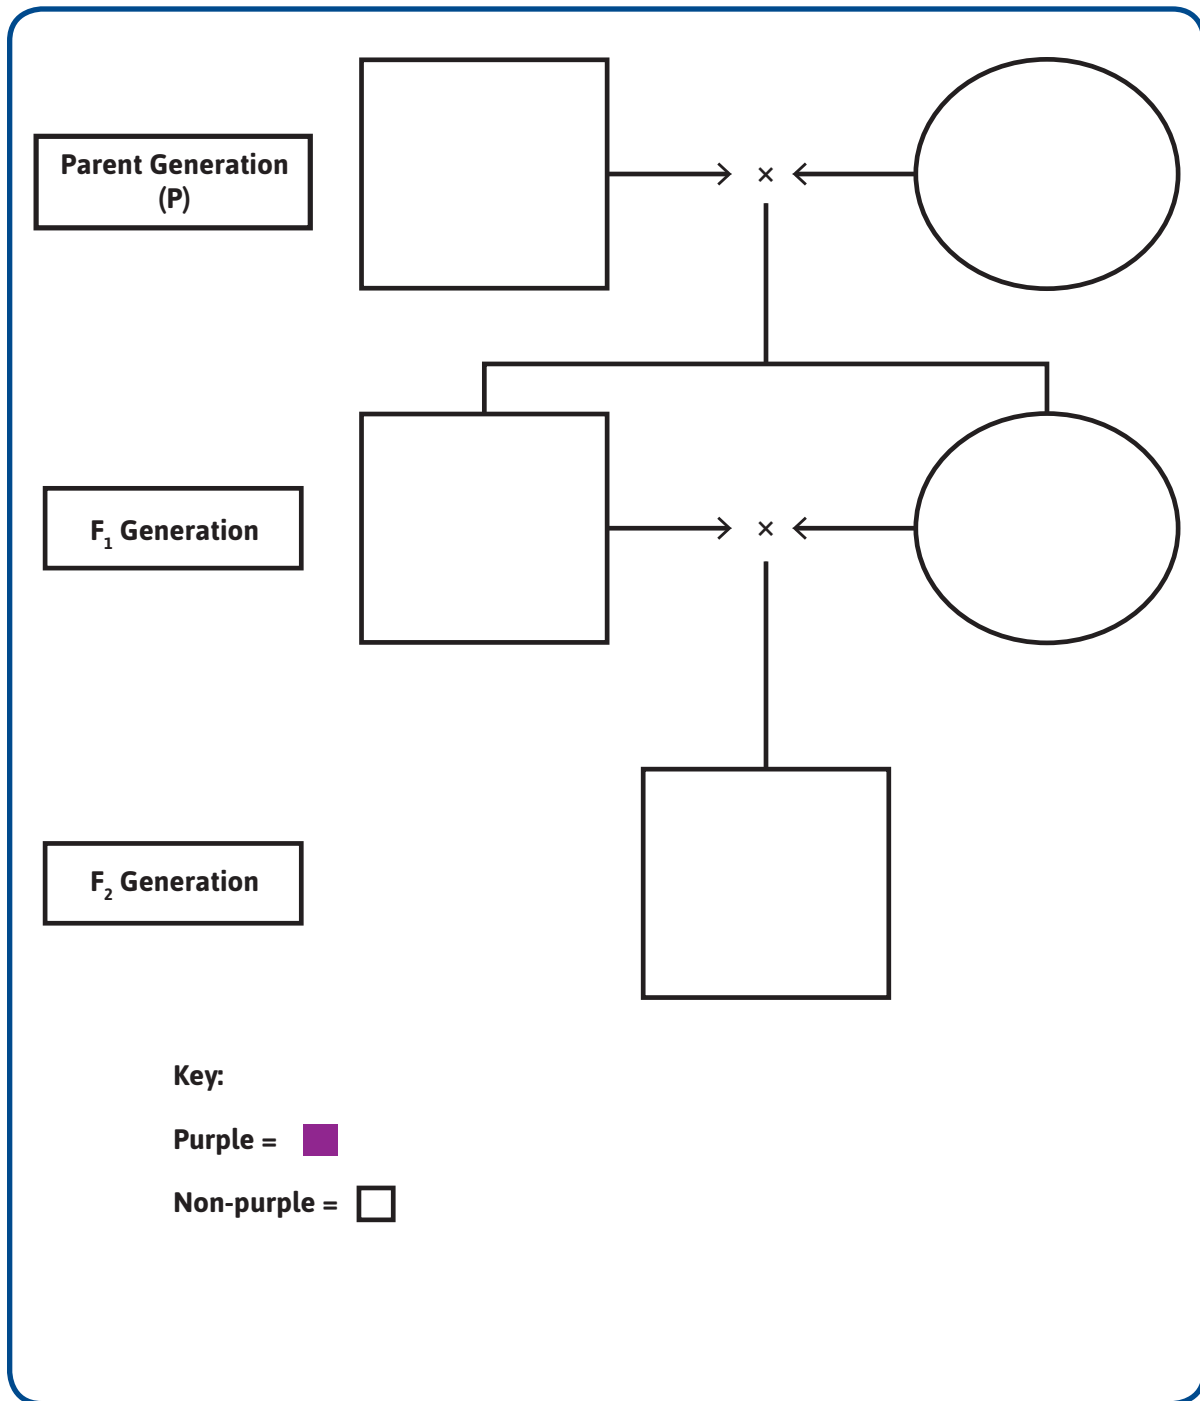 Parent Generation
(P)
×
F₁ Generation
×
F₂ Generation
Key:
Purple =
Non-purple =